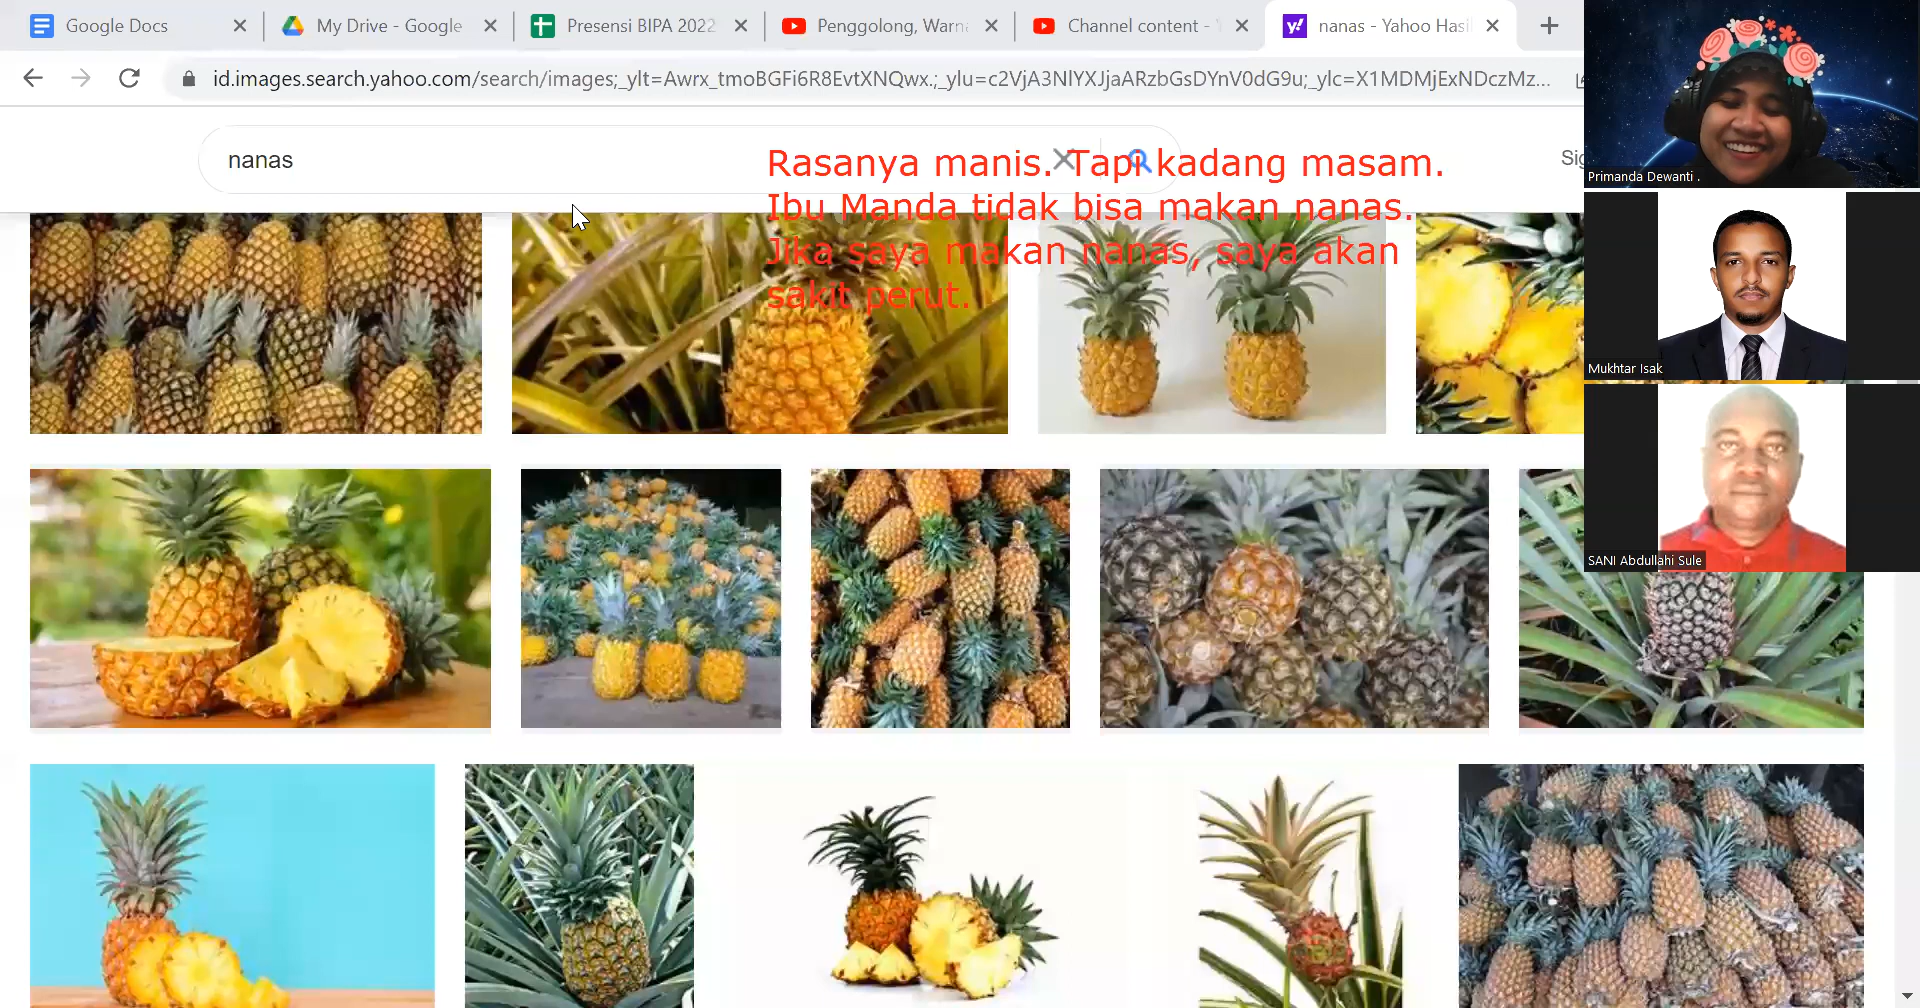 Google Docs
My Drive - Google
Presensi BIPA 2022
Penggolong, Warna
Channel content -
nanas - Yahoo Hasil
id.images.search.yahoo.com/search/images;_ylt=Awrx_tmoBGFi6R8EvtXNQwx.;_ylu=c2VjA3NlYXJjaARzbGsDYnV0dG9u;_ylc=X1MDMjExNDczMz...
nanas
Rasanya manis. Tapi kadang masam.
Ibu Manda tidak bisa makan nanas.
Jika saya makan nanas, saya akan
sakit perut.
Primanda Dewanti .
Mukhtar Isak
SANI Abdullahi Sule